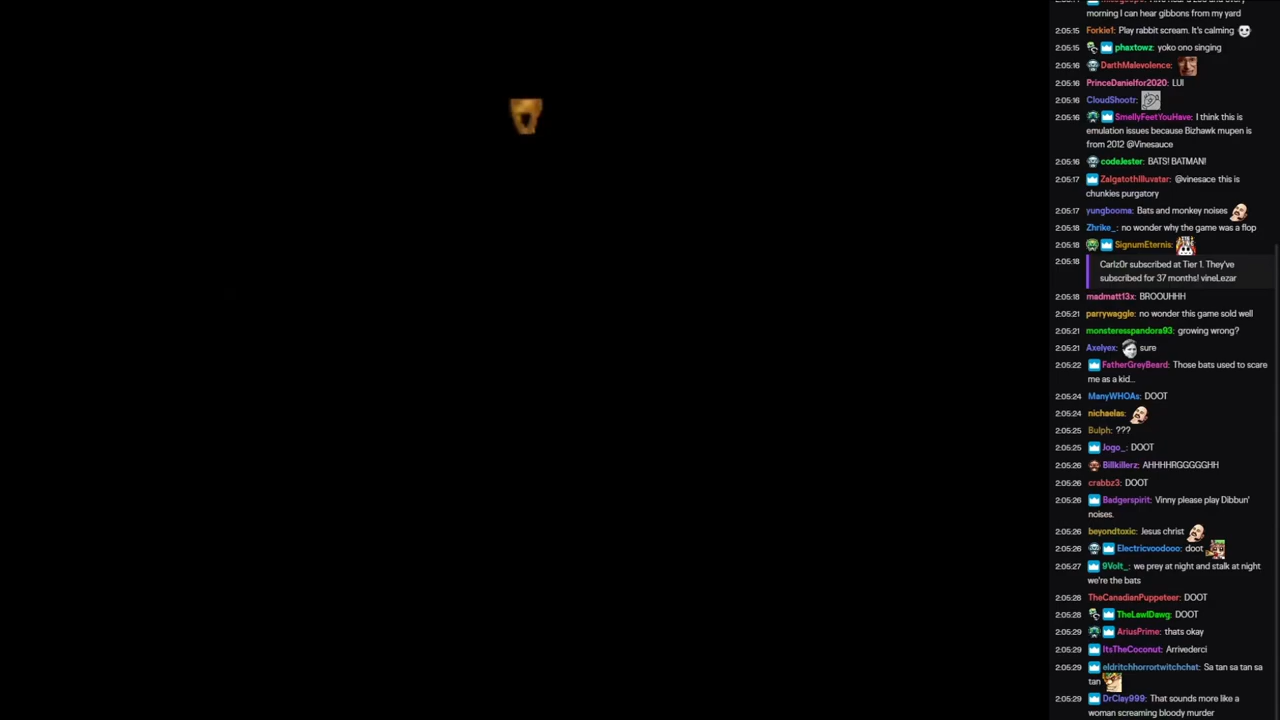 morning I can hear gibbons from my yard
2:05:15 Forkie1: Play rabbit scream. It's calming
2:05:15 phaxtowz: yoko ono singing
2:05:16 DarthMalevolence:
2:05:16 PrinceDanielfor2020: LUI
2:05:16 CloudShootr:
2:05:16 SmellyFeetYouHave: I think this is
emulation issues because Bizhawk mupen is
from 2012 @Vinesauce
2:05:16 codeJester: BATS! BATMAN!
2:05:17 ZalgatothIlluvatar: @vinesace this is
chunkies purgatory
2:05:17 yungbooma: Bats and monkey noises
2:05:18 Zhrike_: no wonder why the game was a flop
2:05:18 SignumEternis:
2:05:18 Carlz0r subscribed at Tier 1. They've
subscribed for 37 months! vineLezar
2:05:18 madmatt13x: BROOUHHH
2:05:21 parrywaggle: no wonder this game sold well
2:05:21 monsteresspandora93: growing wrong?
2:05:21 Axelyex: sure
2:05:22 FatherGreyBeard: Those bats used to scare
me as a kid...
2:05:24 ManyWHOAs: DOOT
2:05:24 nichaelas:
2:05:25 Bulph: ???
2:05:25 Jogo_: DOOT
2:05:26 Billkillerz: AHHHHRGGGGGHH
2:05:26 crabbz3: DOOT
2:05:26 Badgerspirit: Vinny please play Dibbun'
noises.
2:05:26 beyondtoxic: Jesus christ
2:05:26 Electricvoodooo: doot
2:05:27 9Volt_: we prey at night and stalk at night
we're the bats
2:05:28 TheCanadianPuppeteer: DOOT
2:05:28 TheLawlDawg: DOOT
2:05:29 AriusPrime: thats okay
2:05:29 ItsTheCoconut: Arrivederci
2:05:29 eldritchhorrortwitchchat: Sa tan sa tan sa
tan
2:05:29 DrClay999: That sounds more like a
woman screaming bloody murder